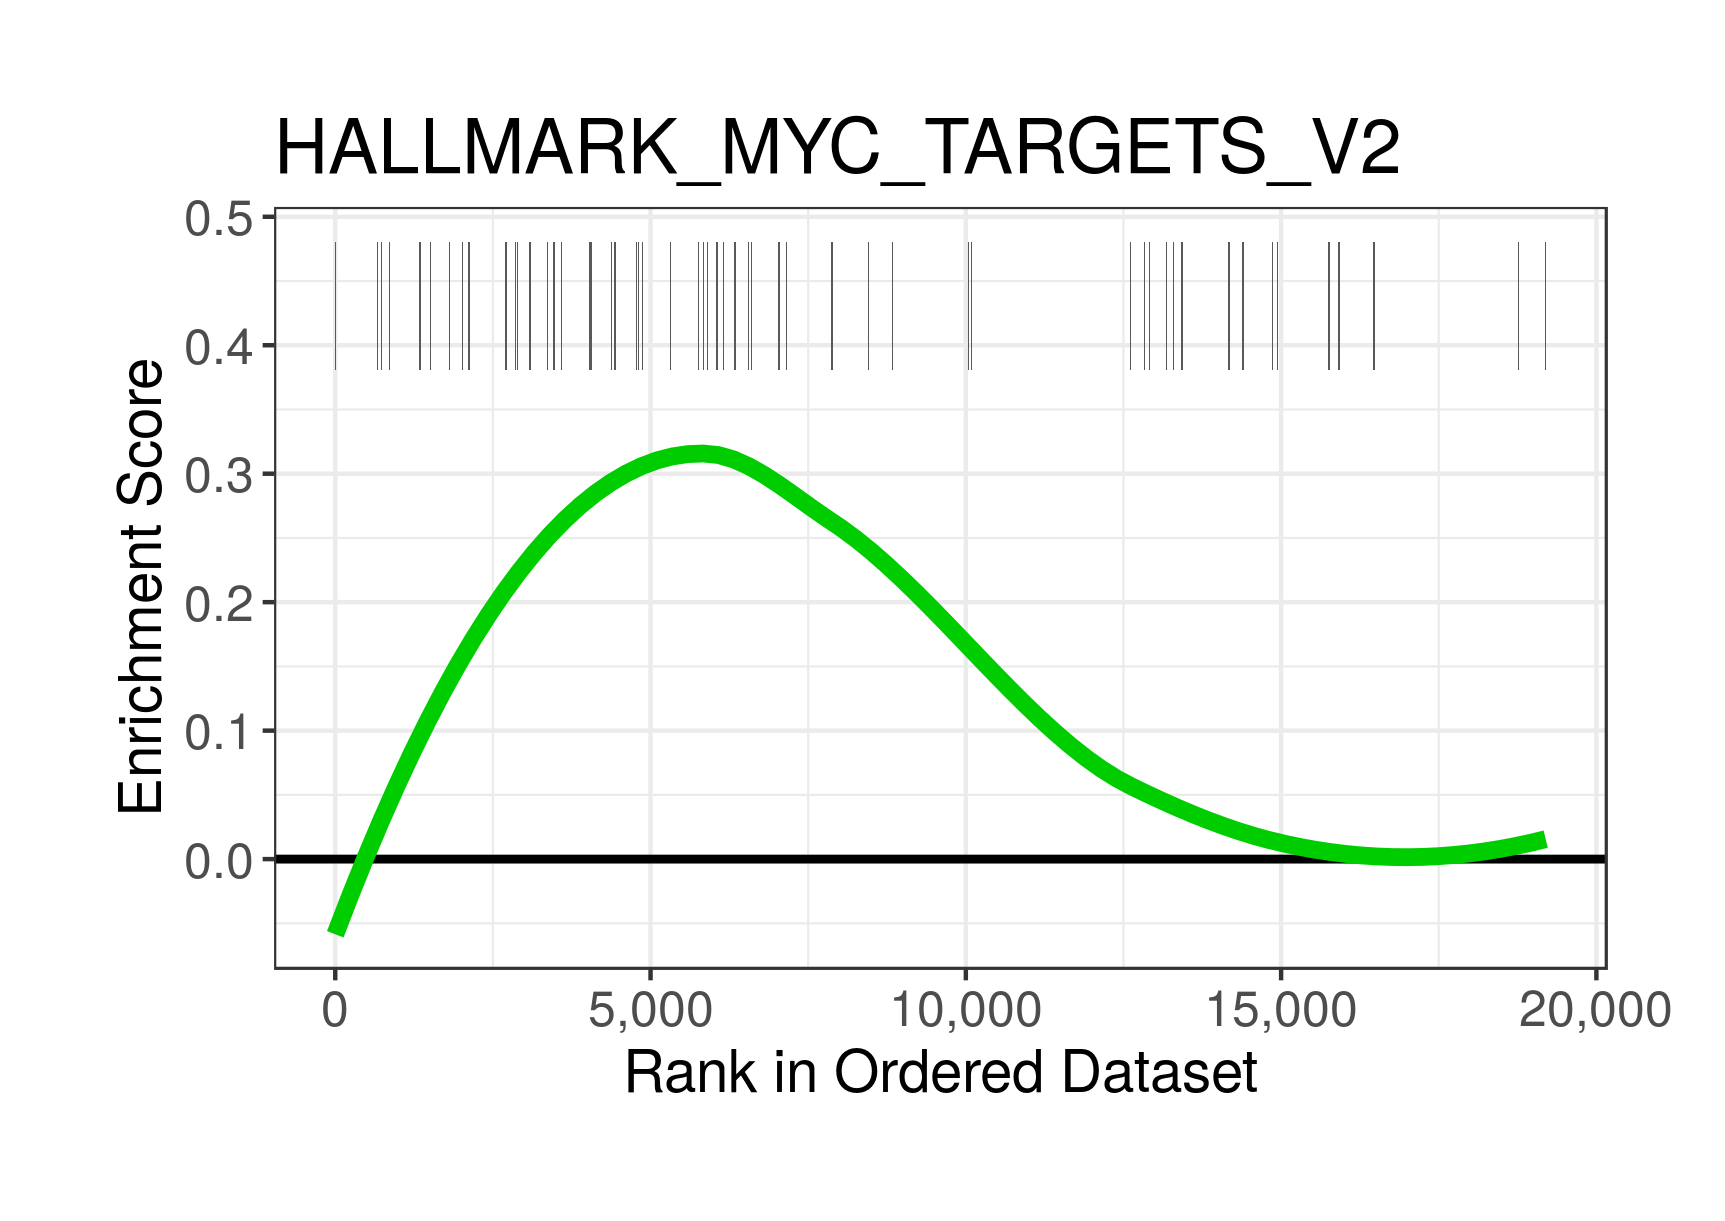 HALLMARK_MYC_TARGETS_V2
Enrichment Score
0.5
0.4
0.3
0.2
0.1
0.0
0 5,000 10,000 15,000 20,000
Rank in Ordered Dataset